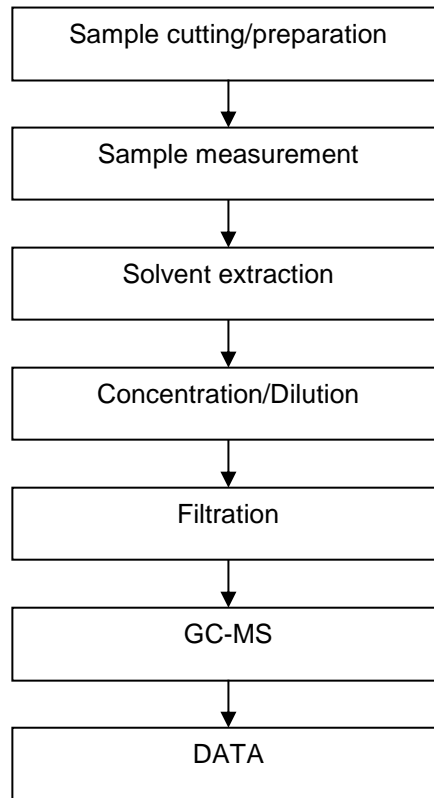 Sample cutting/preparation
Sample measurement
Solvent extraction
Concentration/Dilution
Filtration
GC-MS
DATA